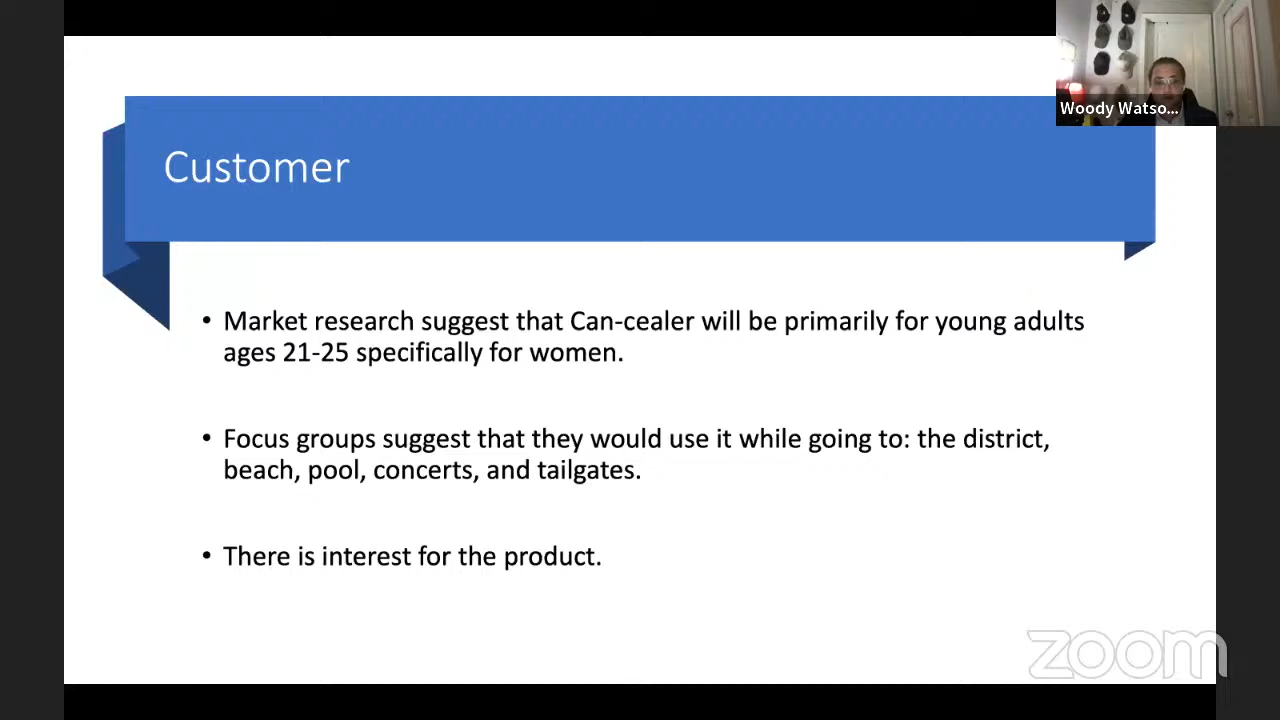 Woody Watso...
Customer
• Market research suggest that Can-cealer will be primarily for young adults
ages 21-25 specifically for women.
• Focus groups suggest that they would use it while going to: the district,
beach, pool, concerts, and tailgates.
• There is interest for the product.
zoom